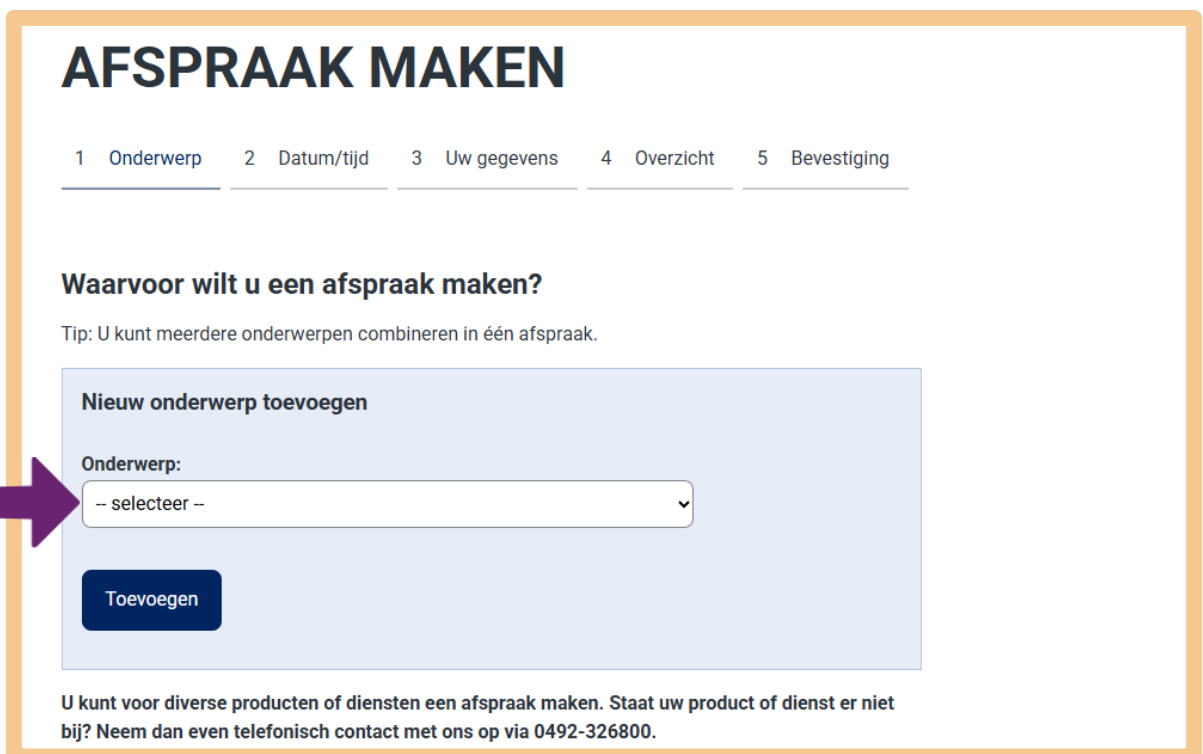 AFSPRAAK MAKEN
1 Onderwerp 2 Datum/tijd 3 Uw gegevens 4 Overzicht 5 Bevestiging
Waarvoor wilt u een afspraak maken?
Tip: U kunt meerdere onderwerpen combineren in één afspraak.
Nieuw onderwerp toevoegen
Onderwerp:
-- selecteer --
Toevoegen
U kunt voor diverse producten of diensten een afspraak maken. Staat uw product of dienst er niet
bij? Neem dan even telefonisch contact met ons op via 0492-326800.